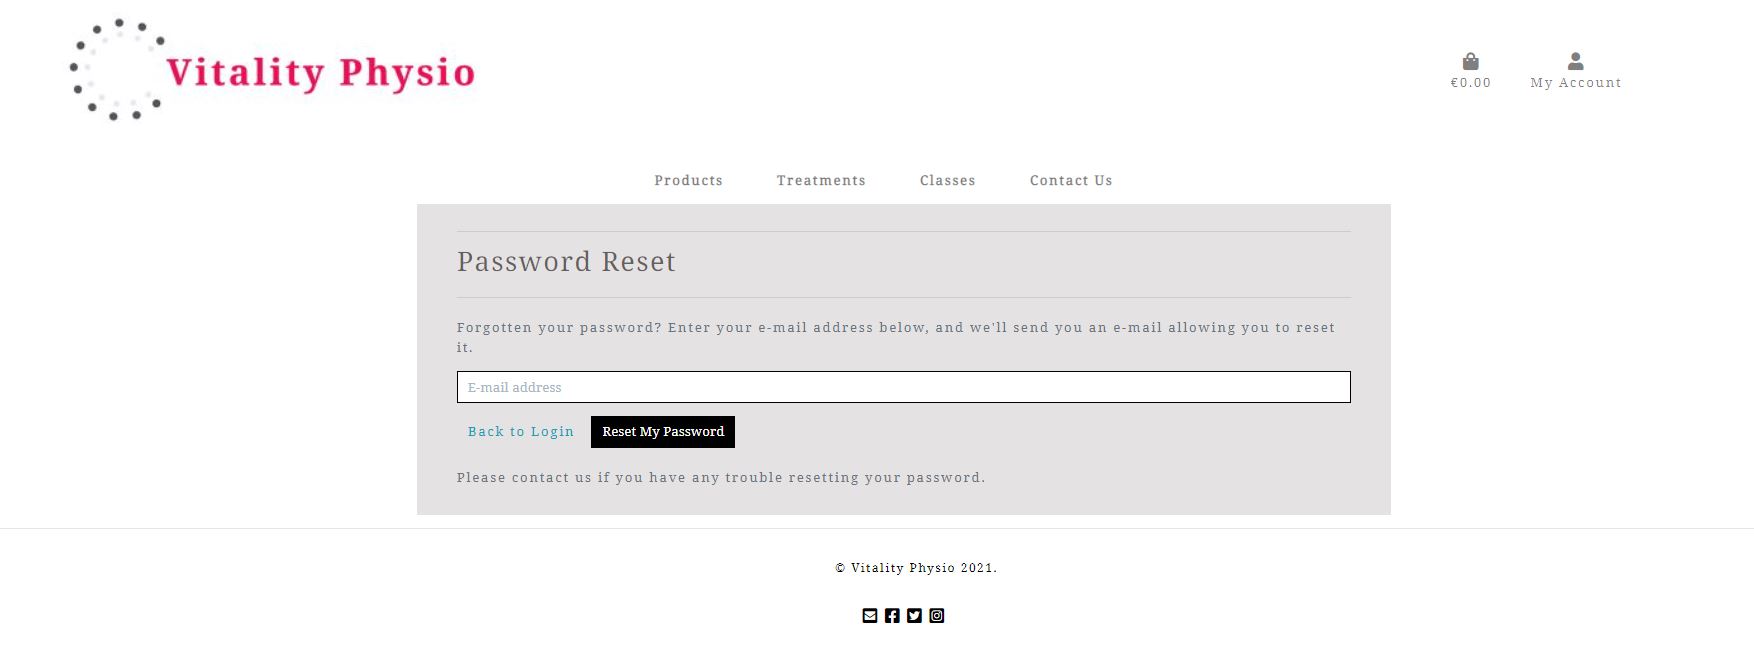 Vitality Physio
€0.00
My Account
Products
Treatments
Classes
Contact Us
Password Reset
Forgotten your password? Enter your e-mail address below, and we'll send you an e-mail allowing you to reset
it.
E-mail address
Back to Login
Reset My Password
Please contact us if you have any trouble resetting your password.
© Vitality Physio 2021.